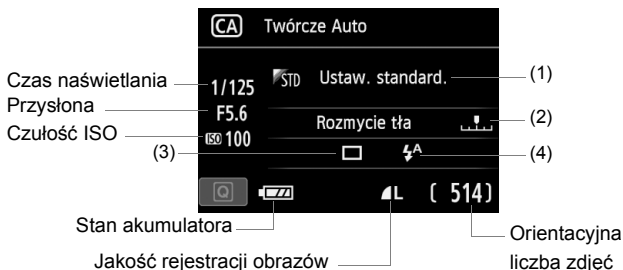 CA Twórcze Auto
Czas naświetlania
1/125
STD Ustaw. standard.
(1)
Przysłona
F5.6
Rozmycie tła
(2)
Czułość ISO
ISO 100
(3)
A
(4)
Q
L
(514)
Stan akumulatora
Jakość rejestracji obrazów
Orientacyjna
liczba zdjęć